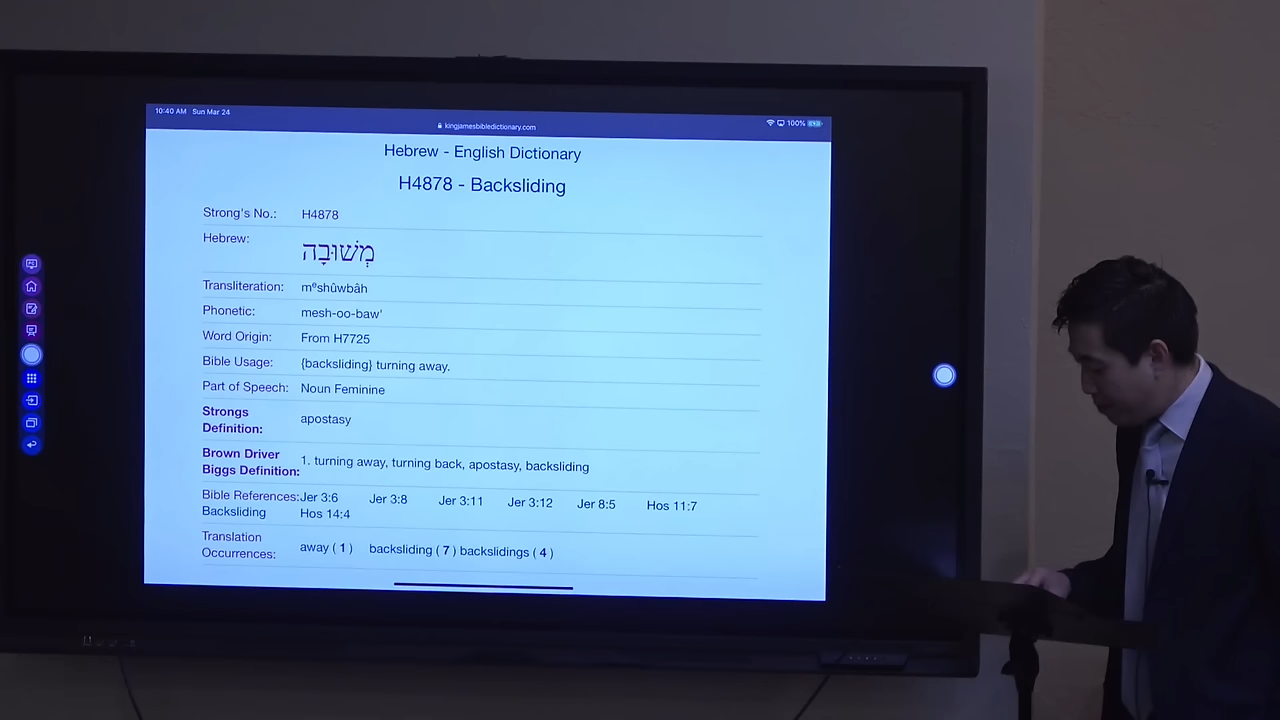 10:40 AM Sun Mar 24
kingjamesbibledictionary.com
100%
Hebrew - English Dictionary
H4878 - Backsliding
Strong's No.: H4878
Hebrew: מְשׁוּבָה
Transliteration: mᵉshûwbâh
Phonetic: mesh-oo-baw'
Word Origin: From H7725
Bible Usage: {backsliding} turning away.
Part of Speech: Noun Feminine
Strongs
Definition: apostasy
Brown Driver
Biggs Definition: 1. turning away, turning back, apostasy, backsliding
Bible References: Jer 3:6 Jer 3:8 Jer 3:11 Jer 3:12 Jer 8:5 Hos 11:7
Backsliding Hos 14:4
Translation
Occurrences: away ( 1 ) backsliding ( 7 ) backslidings ( 4 )